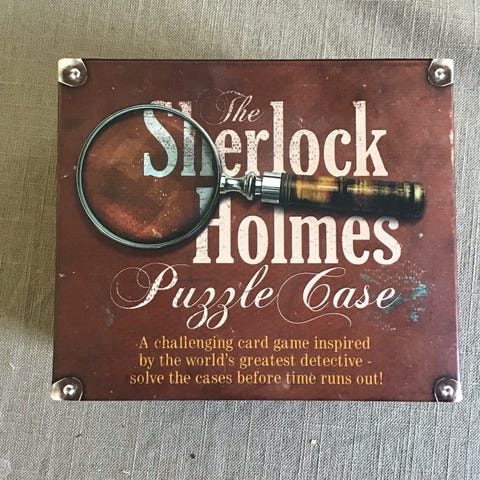 The
Sherlock
Holmes
Puzzle Case
A challenging card game inspired
by the world's greatest detective -
solve the cases before time runs out!